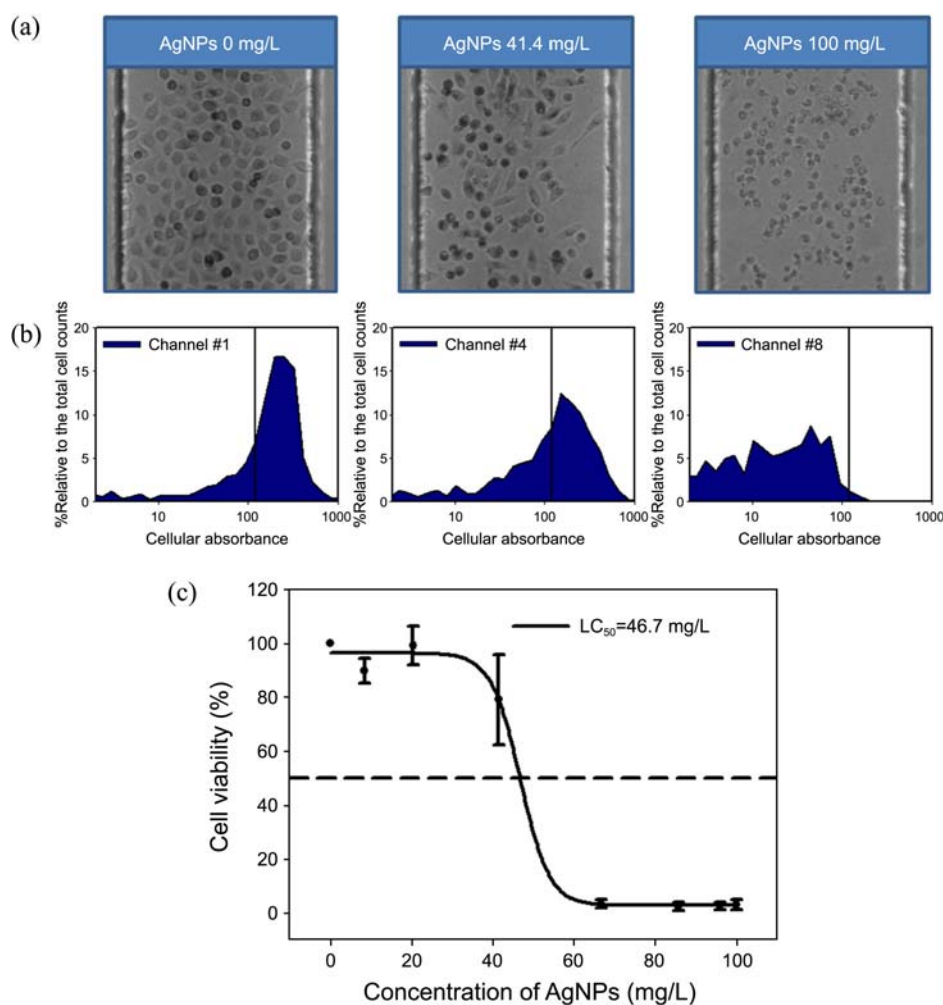 (a)
AgNPs 0 mg/L
AgNPs 41.4 mg/L
AgNPs 100 mg/L
(b)
%Relative to the total cell counts
20
15
10
5
0
Channel #1
10
100
1000
Cellular absorbance
%Relative to the total cell counts
20
15
10
5
0
Channel #4
10
100
1000
Cellular absorbance
%Relative to the total cell counts
20
15
10
5
0
Channel #8
10
100
1000
Cellular absorbance
(c)
Cell viability (%)
120
100
80
60
40
20
0
LC₅₀=46.7 mg/L
0
20
40
60
80
100
Concentration of AgNPs (mg/L)